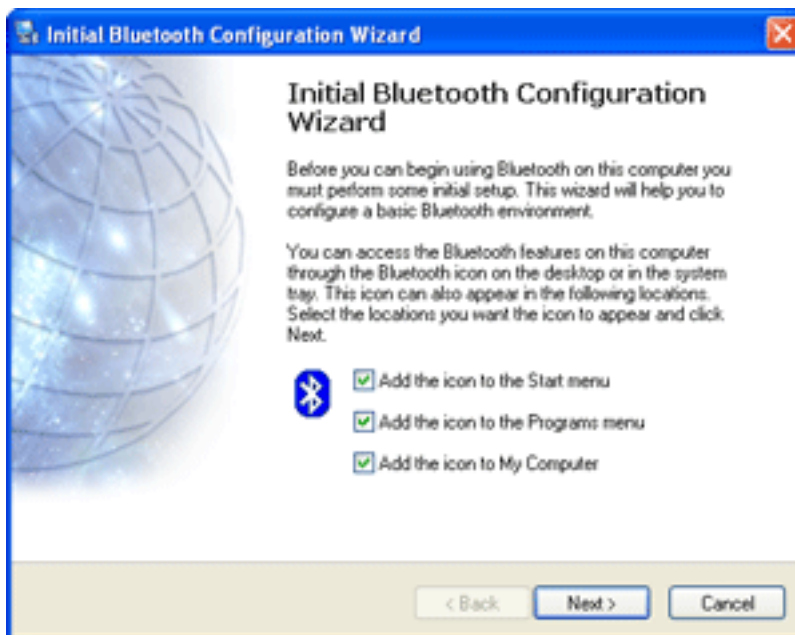 Initial Bluetooth Configuration Wizard
Initial Bluetooth Configuration
Wizard
Before you can begin using Bluetooth on this computer you
must perform some initial setup. This wizard will help you to
configure a basic Bluetooth environment.
You can access the Bluetooth features on this computer
through the Bluetooth icon on the desktop or in the system
tray. This icon can also appear in the following locations.
Select the locations you want the icon to appear and click
Next.
Add the icon to the Start menu
Add the icon to the Programs menu
Add the icon to My Computer
< Back
Next >
Cancel